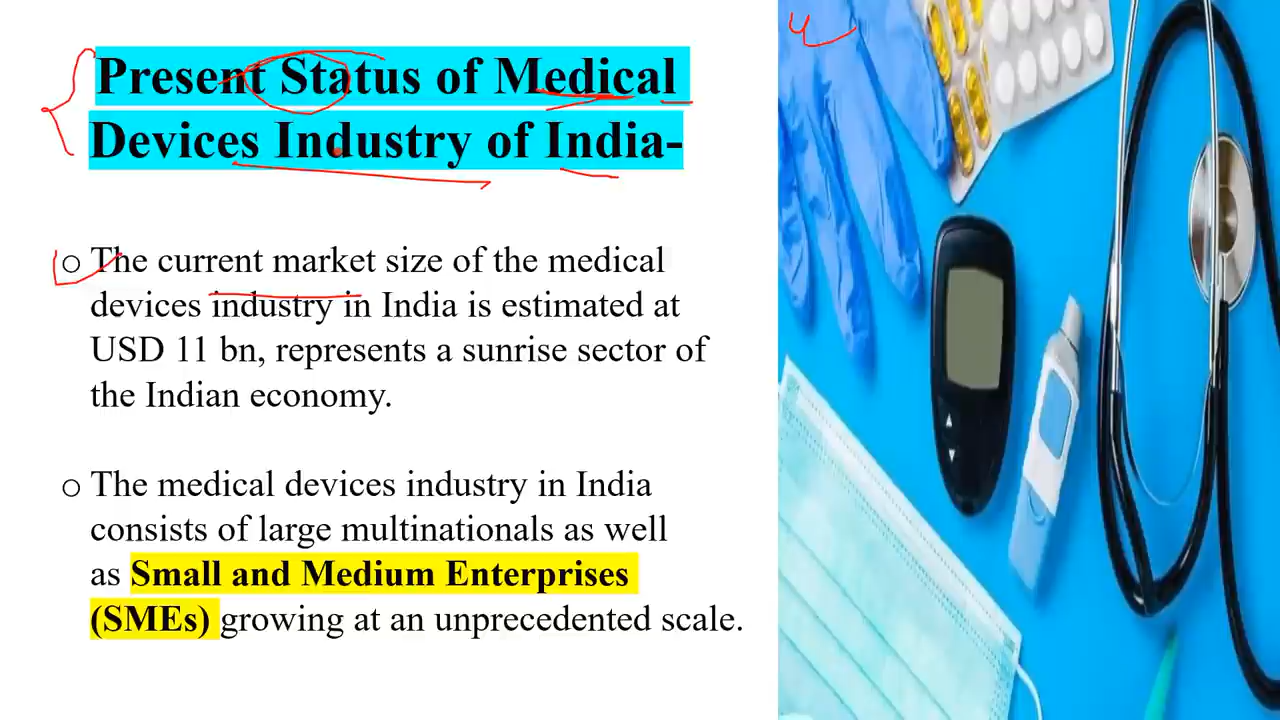 Present Status of Medical
Devices Industry of India-
o The current market size of the medical
devices industry in India is estimated at
USD 11 bn, represents a sunrise sector of
the Indian economy.
o The medical devices industry in India
consists of large multinationals as well
as Small and Medium Enterprises
(SMEs) growing at an unprecedented scale.